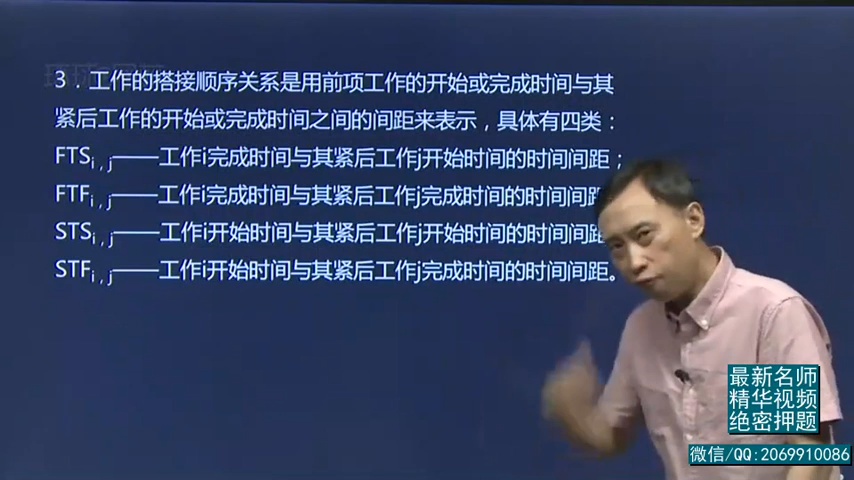 3．工作的搭接顺序关系是用前项工作的开始或完成时间与其
紧后工作的开始或完成时间之间的间距来表示，具体有四类：
FTSi , j——工作i完成时间与其紧后工作j开始时间的时间间距；
FTFi , j——工作i完成时间与其紧后工作j完成时间的时间间距
STSi , j——工作i开始时间与其紧后工作j开始时间的时间间距
STFi , j——工作i开始时间与其紧后工作j完成时间的时间间距。
最新名师
精华视频
绝密押题
微信/QQ:2069910086